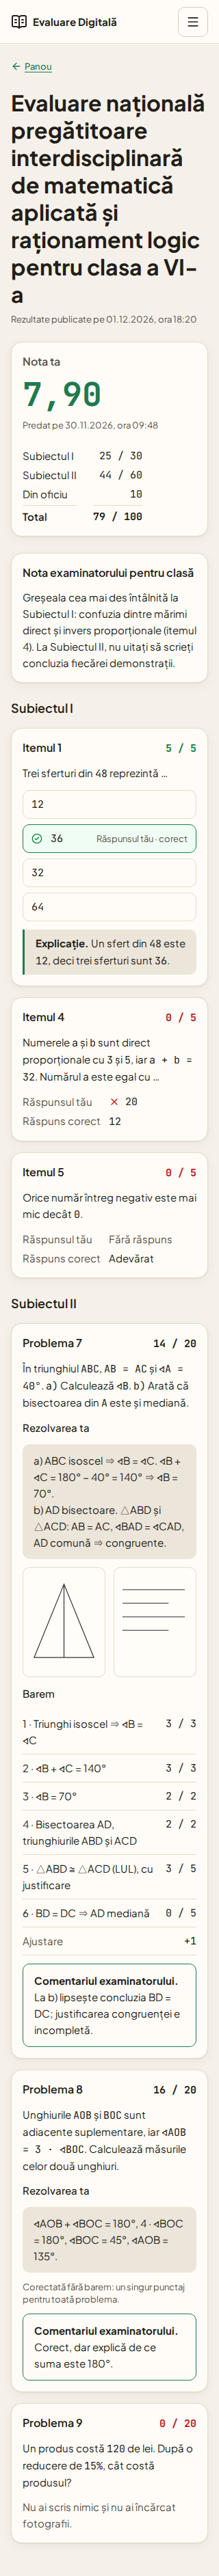 Evaluare Digitală
← Panou
Evaluare națională
pregătitoare
interdisciplinară
de matematică
aplicată și
raționament logic
pentru clasa a VI-
a
Rezultate publicate pe 01.12.2026, ora 18:20
Nota ta
7,90
Predat pe 30.11.2026, ora 09:48
Subiectul I 25 / 30
Subiectul II 44 / 60
Din oficiu 10
Total 79 / 100
Nota examinatorului pentru clasă
Greșeala cea mai des întâlnită la
Subiectul I: confuzia dintre mărimi
direct și invers proporționale (itemul
4). La Subiectul II, nu uitați să scrieți
concluzia fiecărei demonstrații.
Subiectul I
Itemul 1 5 / 5
Trei sferturi din 48 reprezintă …
12
36 Răspunsul tău · corect
32
64
Explicație. Un sfert din 48 este
12, deci trei sferturi sunt 36.
Itemul 4 0 / 5
Numerele a și b sunt direct
proporționale cu 3 și 5, iar a + b =
32. Numărul a este egal cu …
Răspunsul tău × 20
Răspuns corect 12
Itemul 5 0 / 5
Orice număr întreg negativ este mai
mic decât 0.
Răspunsul tău Fără răspuns
Răspuns corect Adevărat
Subiectul II
Problema 7 14 / 20
În triunghiul ABC, AB = AC și ∢A =
40°. a) Calculează ∢B. b) Arată că
bisectoarea din A este și mediană.
Rezolvarea ta
a) ABC isoscel ⇒ ∢B = ∢C. ∢B +
∢C = 180° − 40° = 140° ⇒ ∢B =
70°.
b) AD bisectoare. △ABD și
△ACD: AB = AC, ∢BAD = ∢CAD,
AD comună ⇒ congruente.
Barem
1 · Triunghi isoscel ⇒ ∢B = 3 / 3
∢C
2 · ∢B + ∢C = 140° 3 / 3
3 · ∢B = 70° 2 / 2
4 · Bisectoarea AD, 2 / 2
triunghiurile ABD și ACD
5 · △ABD ≅ △ACD (LUL), cu 3 / 5
justificare
6 · BD = DC ⇒ AD mediană 0 / 5
Ajustare +1
Comentariul examinatorului.
La b) lipsește concluzia BD =
DC; justificarea congruenței e
incompletă.
Problema 8 16 / 20
Unghiurile AOB și BOC sunt
adiacente suplementare, iar ∢AOB
= 3 · ∢BOC. Calculează măsurile
celor două unghiuri.
Rezolvarea ta
∢AOB + ∢BOC = 180°, 4 · ∢BOC
= 180°, ∢BOC = 45°, ∢AOB =
135°.
Corectată fără barem: un singur punctaj
pentru toată problema.
Comentariul examinatorului.
Corect, dar explică de ce
suma este 180°.
Problema 9 0 / 20
Un produs costă 120 de lei. După o
reducere de 15%, cât costă
produsul?
Nu ai scris nimic și nu ai încărcat
fotografii.